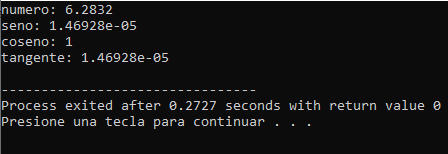 numero: 6.2832
seno: 1.46928e-05
coseno: 1
tangente: 1.46928e-05
--------------------------------
Process exited after 0.2727 seconds with return value 0
Presione una tecla para continuar . . .